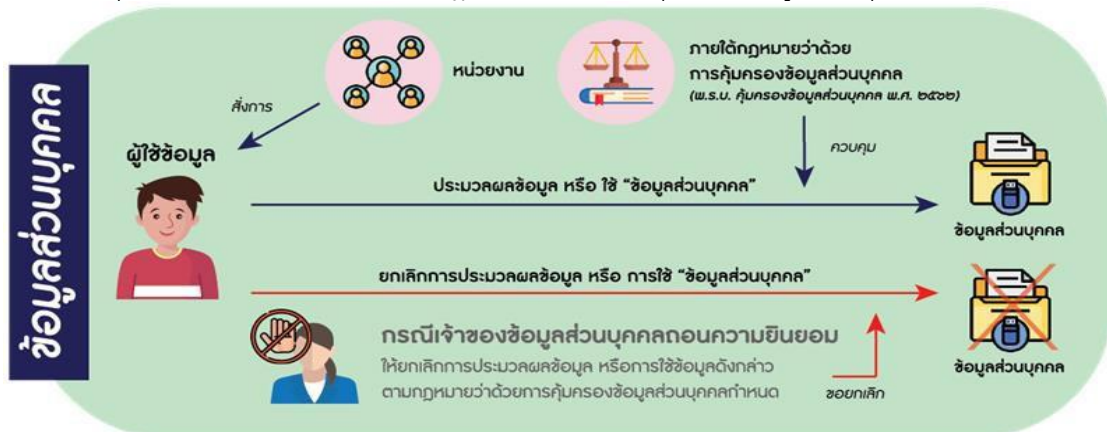 ข้อมูลส่วนบุคคล
หน่วยงาน
ภายใต้กฎหมายว่าด้วย
การคุ้มครองข้อมูลส่วนบุคคล
(พ.ร.บ. คุ้มครองข้อมูลส่วนบุคคล พ.ศ. ๒๕๖๒)
สั่งการ
ควบคุม
ผู้ใช้ข้อมูล
ประมวลผลข้อมูล หรือ ใช้ “ข้อมูลส่วนบุคคล”
ข้อมูลส่วนบุคคล
ยกเลิกการประมวลผลข้อมูล หรือ การใช้ “ข้อมูลส่วนบุคคล”
กรณีเจ้าของข้อมูลส่วนบุคคลถอนความยินยอม
ให้ยกเลิกการประมวลผลข้อมูล หรือการใช้ข้อมูลดังกล่าว
ตามกฎหมายว่าด้วยการคุ้มครองข้อมูลส่วนบุคคลกำหนด
ขอยกเลิก
ข้อมูลส่วนบุคคล